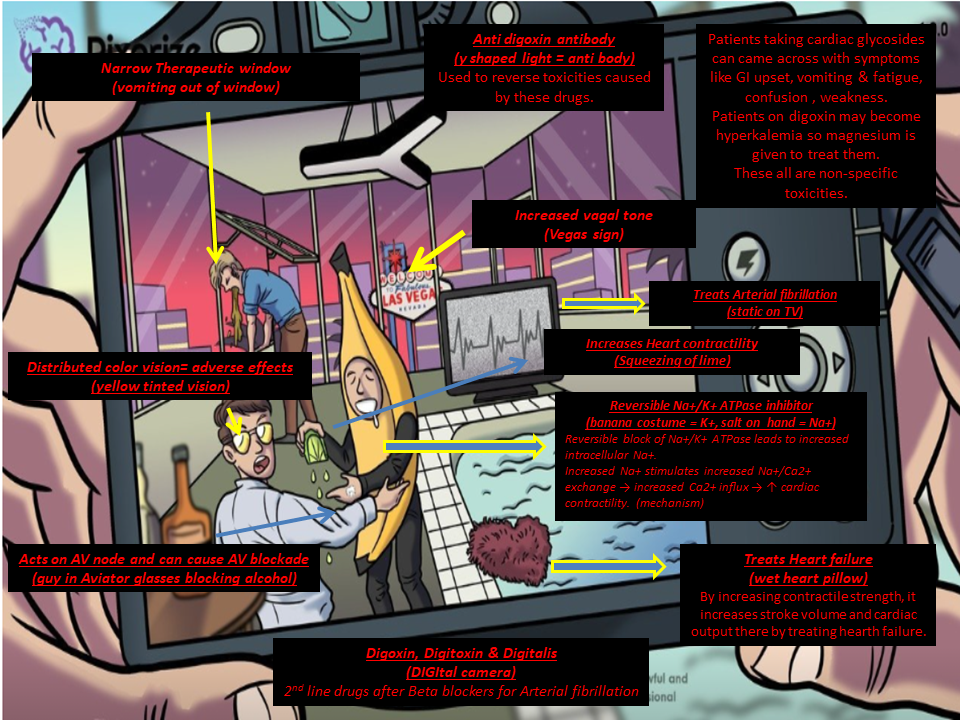 Pixorize
Narrow Therapeutic window
(vomiting out of window)
Anti digoxin antibody
(y shaped light = anti body)
Used to reverse toxicities caused
by these drugs.
Patients taking cardiac glycosides
can came across with symptoms
like GI upset, vomiting & fatigue,
confusion , weakness.
Patients on digoxin may become
hyperkalemia so magnesium is
given to treat them.
These all are non-specific
toxicities.
Increased vagal tone
(Vegas sign)
WELCOME
TO Fabulous
LAS VEGAS
NEVADA
Treats Arterial fibrillation
(static on TV)
Increases Heart contractility
(Squeezing of lime)
Distributed color vision= adverse effects
(yellow tinted vision)
Reversible Na+/K+ ATPase inhibitor
(banana costume = K+, salt on hand = Na+)
Reversible block of Na+/K+ ATPase leads to increased
intracellular Na+.
Increased Na+ stimulates increased Na+/Ca2+
exchange → increased Ca2+ influx → ↑ cardiac
contractility. (mechanism)
Acts on AV node and can cause AV blockade
(guy in Aviator glasses blocking alcohol)
Treats Heart failure
(wet heart pillow)
By increasing contractile strength, it
increases stroke volume and cardiac
output there by treating hearth failure.
Digoxin, Digitoxin & Digitalis
(DIGItal camera)
2nd line drugs after Beta blockers for Arterial fibrillation